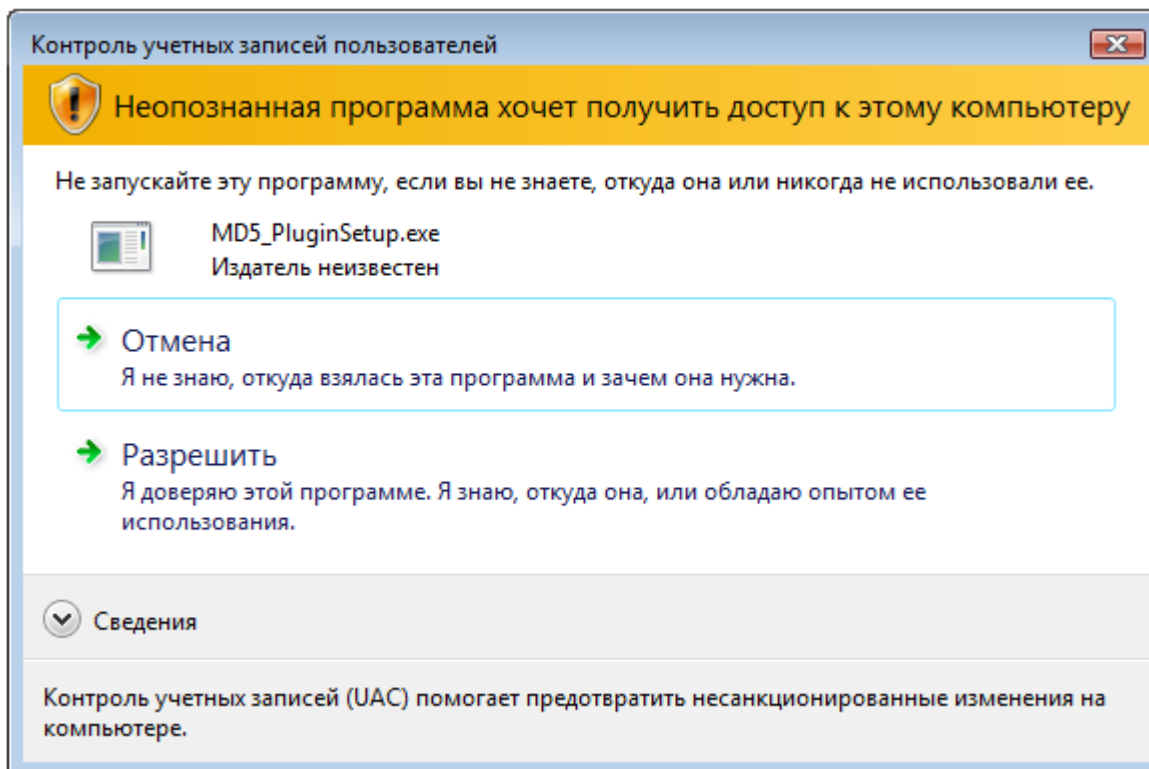 Контроль учетных записей пользователей
Неопознанная программа хочет получить доступ к этому компьютеру
Не запускайте эту программу, если вы не знаете, откуда она или никогда не использовали ее.
MD5_PluginSetup.exe
Издатель неизвестен
Отмена
Я не знаю, откуда взялась эта программа и зачем она нужна.
Разрешить
Я доверяю этой программе. Я знаю, откуда она, или обладаю опытом ее
использования.
Сведения
Контроль учетных записей (UAC) помогает предотвратить несанкционированные изменения на
компьютере.